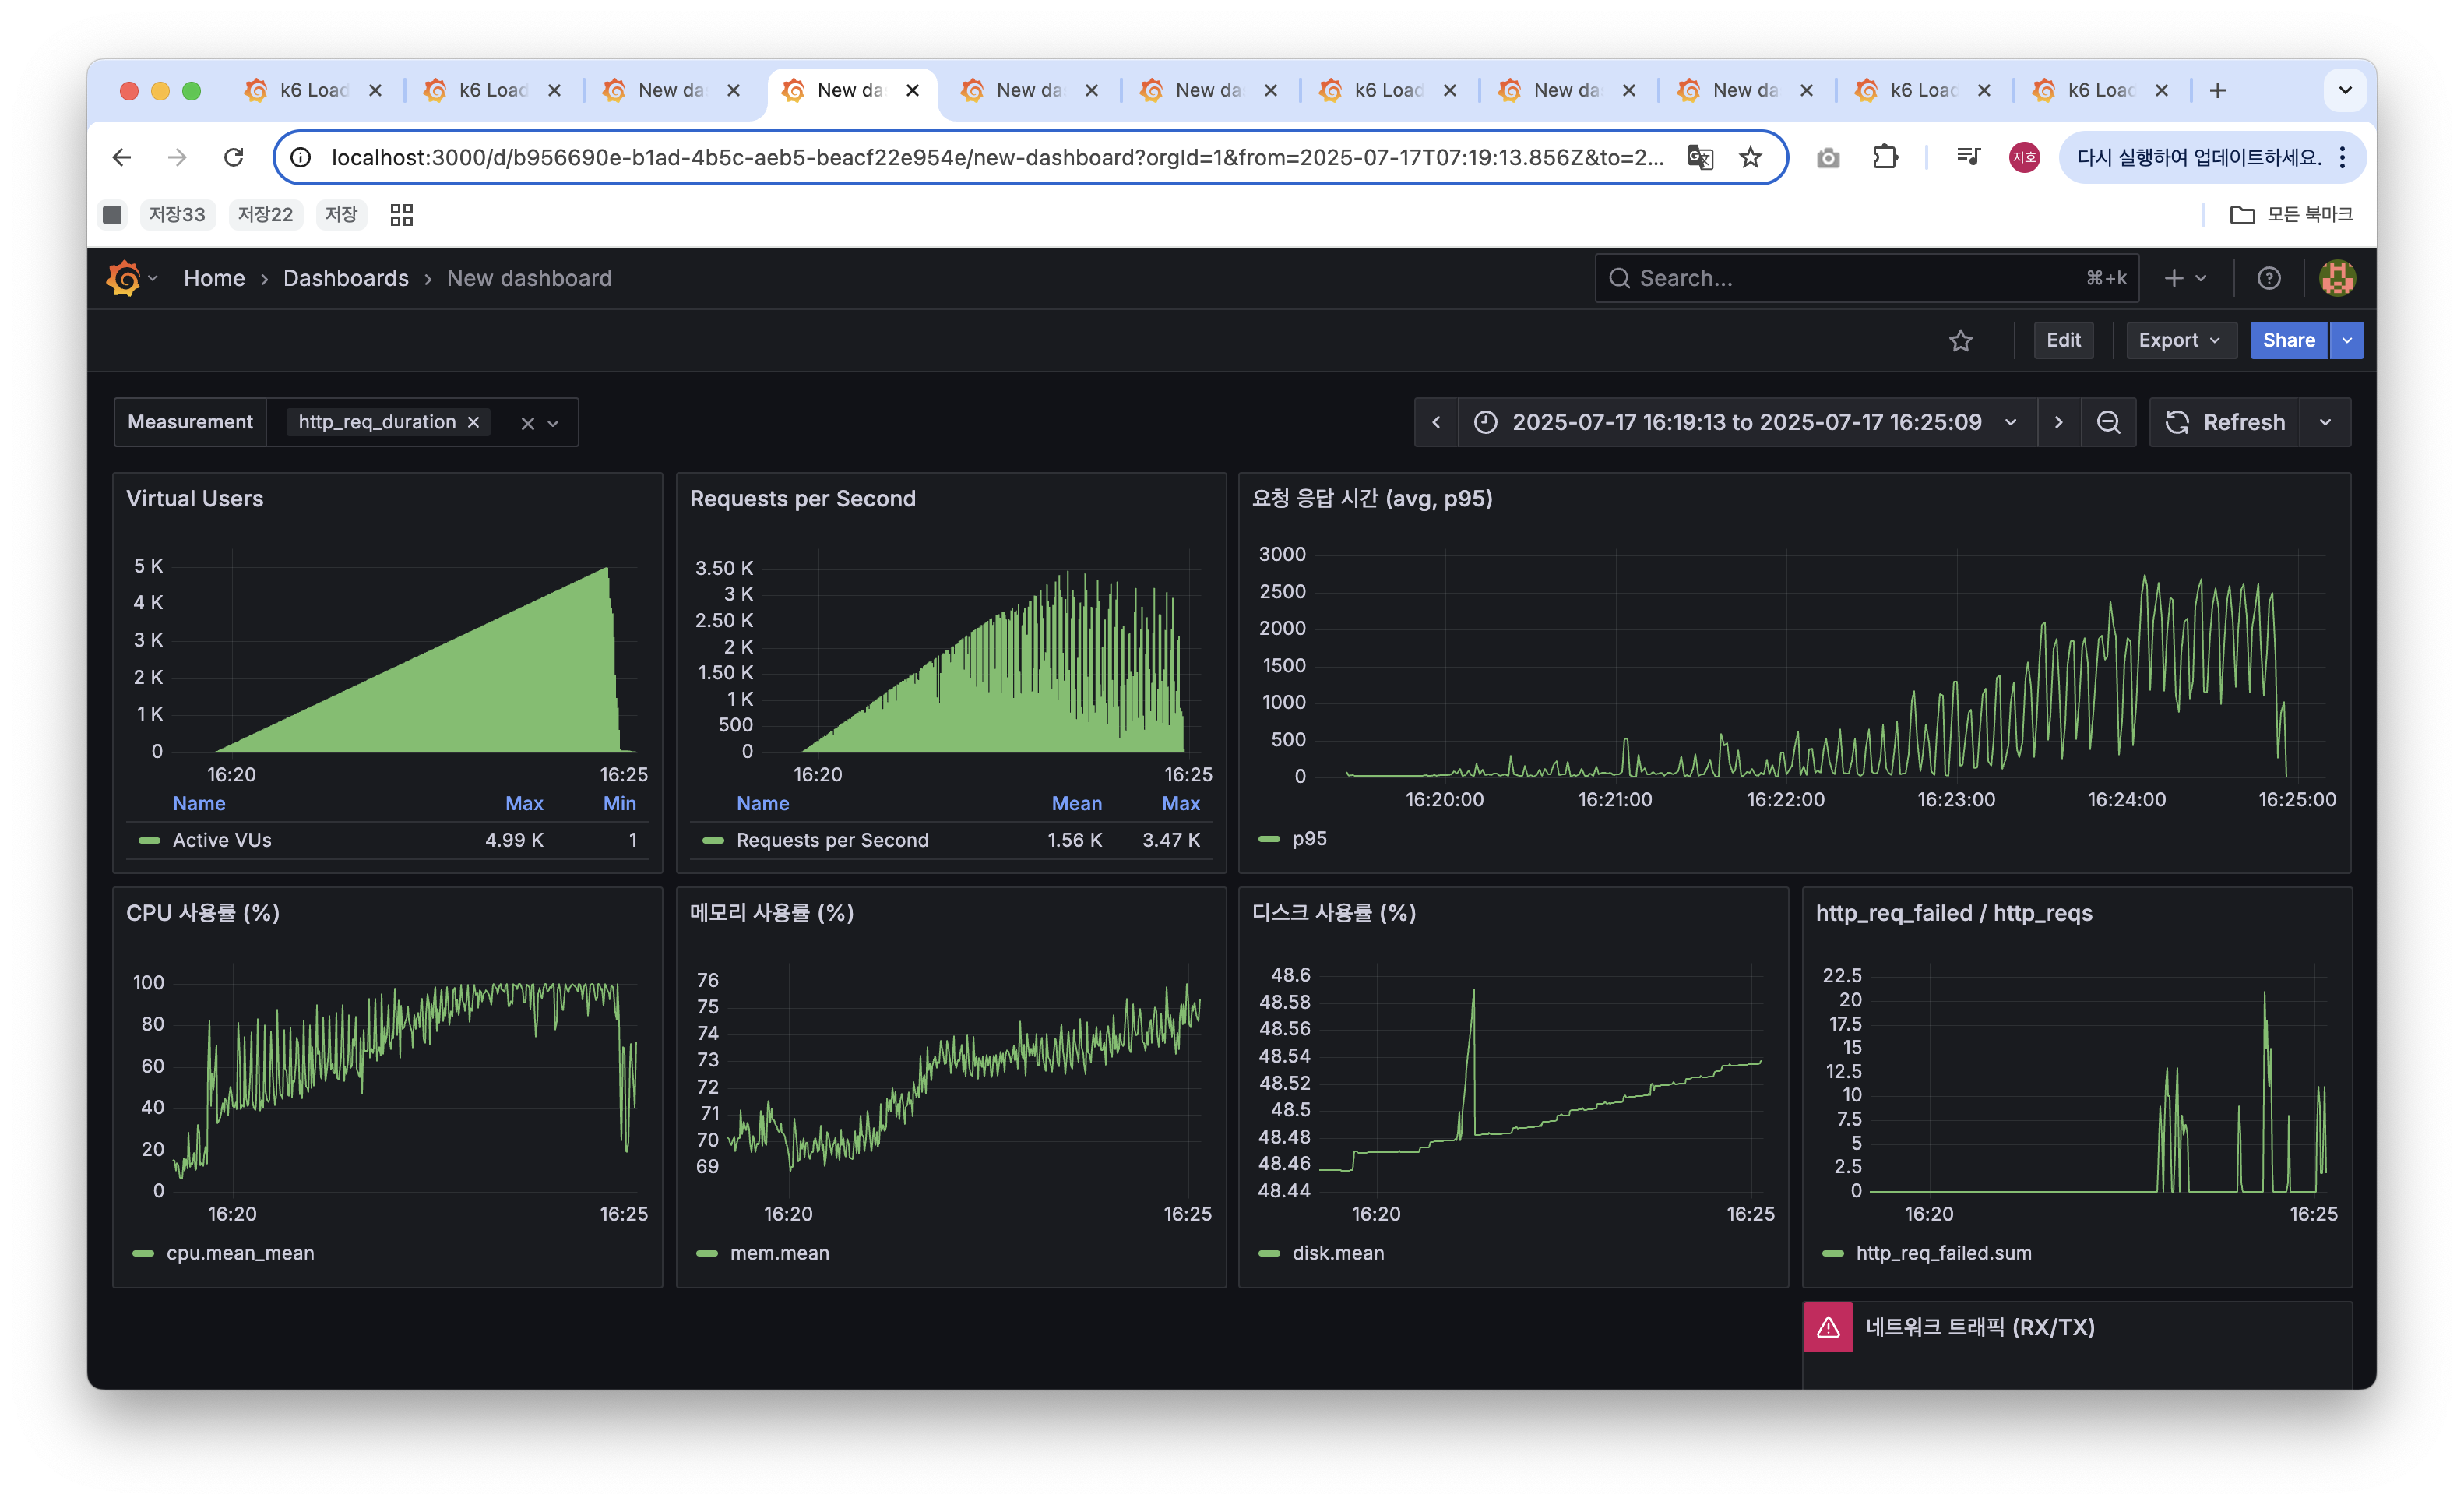 k6 Load
k6 Load
New da
New da
New da
New da
k6 Load
New da
New da
k6 Load
k6 Load
localhost:3000/d/b956690e-b1ad-4b5c-aeb5-beacf22e954e/new-dashboard?orgId=1&from=2025-07-17T07:19:13.856Z&to=2...
지호
다시 실행하여 업데이트하세요.
저장33
저장22
저장
모든 북마크
Home › Dashboards › New dashboard
Search...
⌘+k
Edit
Export
Share
Measurement
http_req_duration
2025-07-17 16:19:13 to 2025-07-17 16:25:09
Refresh
Virtual Users
5 K
4 K
3 K
2 K
1 K
0
16:20 16:25
Name Max Min
Active VUs 4.99 K 1
Requests per Second
3.50 K
3 K
2.50 K
2 K
1.50 K
1 K
500
0
16:20 16:25
Name Mean Max
Requests per Second 1.56 K 3.47 K
요청 응답 시간 (avg, p95)
3000
2500
2000
1500
1000
500
0
16:20:00 16:21:00 16:22:00 16:23:00 16:24:00 16:25:00
p95
CPU 사용률 (%)
100
80
60
40
20
0
16:20 16:25
cpu.mean_mean
메모리 사용률 (%)
76
75
74
73
72
71
70
69
16:20 16:25
mem.mean
디스크 사용률 (%)
48.6
48.58
48.56
48.54
48.52
48.5
48.48
48.46
48.44
16:20 16:25
disk.mean
http_req_failed / http_reqs
22.5
20
17.5
15
12.5
10
7.5
5
2.5
0
16:20 16:25
http_req_failed.sum
네트워크 트래픽 (RX/TX)